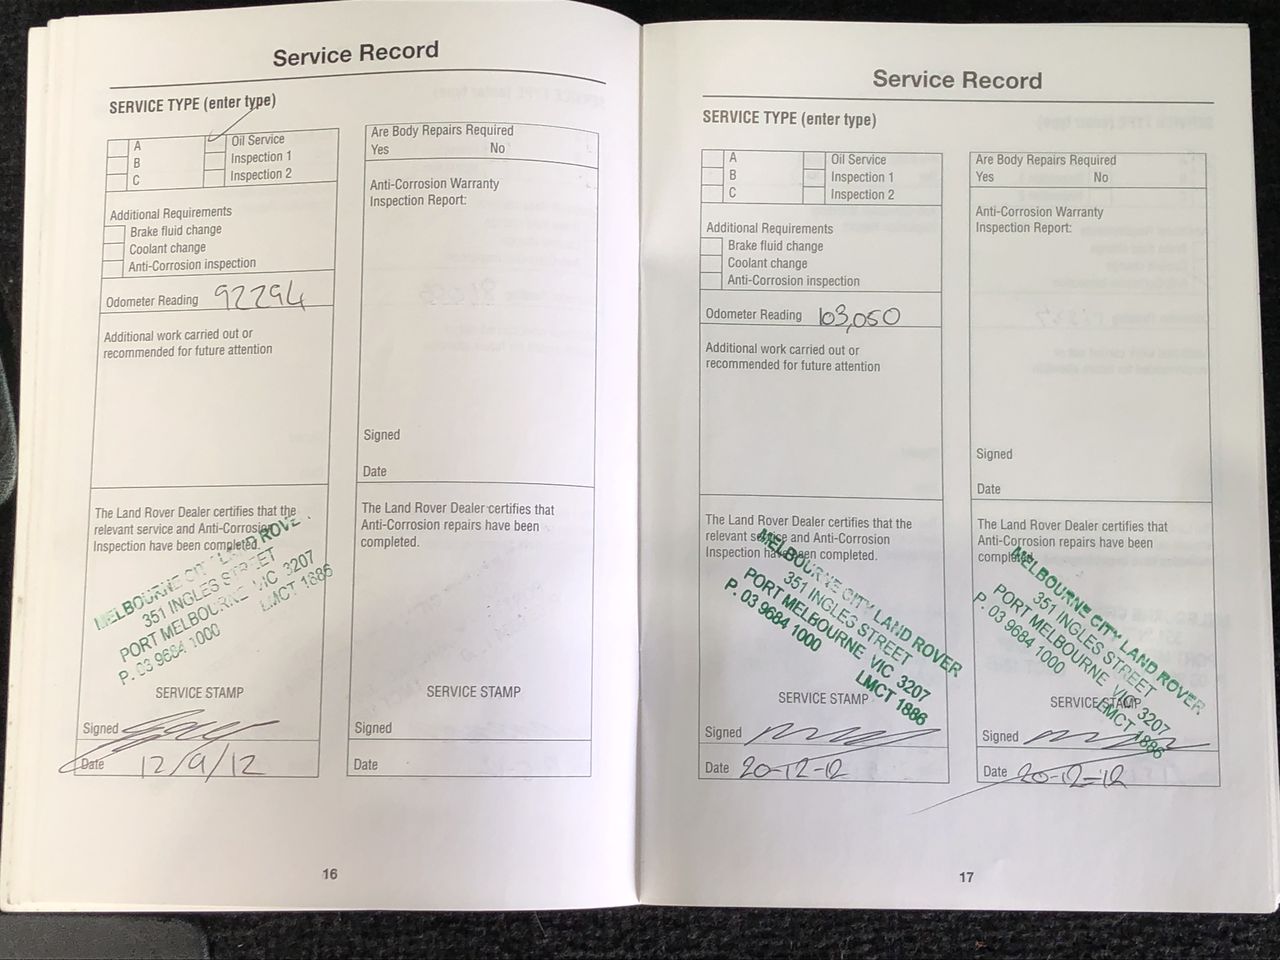 Service Record
SERVICE TYPE (enter type)
A
B
C
Oil Service
Inspection 1
Inspection 2
Additional Requirements
Brake fluid change
Coolant change
Anti-Corrosion inspection
Odometer Reading 92294
Additional work carried out or
recommended for future attention
The Land Rover Dealer certifies that the
relevant service and Anti-Corrosion
Inspection have been completed.
MELBOURNE CITY LAND ROVE
351 INGLES STREET
PORT MELBOURNE VIC 3207
P. 03 9684 1000 LMCT 1886
SERVICE STAMP
Signed
Date 12/9/12
Are Body Repairs Required
Yes No
Anti-Corrosion Warranty
Inspection Report:
Signed
Date
The Land Rover Dealer certifies that
Anti-Corrosion repairs have been
completed.
SERVICE STAMP
Signed
Date
16
Service Record
SERVICE TYPE (enter type)
A
B
C
Oil Service
Inspection 1
Inspection 2
Additional Requirements
Brake fluid change
Coolant change
Anti-Corrosion inspection
Odometer Reading 103,050
Additional work carried out or
recommended for future attention
The Land Rover Dealer certifies that the
relevant service and Anti-Corrosion
Inspection have been completed.
MELBOURNE CITY LAND ROVER
351 INGLES STREET
PORT MELBOURNE VIC 3207
P. 03 9684 1000 LMCT 1886
SERVICE STAMP
Signed
Date 20-12-12
Are Body Repairs Required
Yes No
Anti-Corrosion Warranty
Inspection Report:
Signed
Date
The Land Rover Dealer certifies that
Anti-Corrosion repairs have been
completed.
MELBOURNE CITY LAND ROVER
351 INGLES STREET
PORT MELBOURNE VIC 3207
P. 03 9684 1000 LMCT 1886
SERVICE STAMP
Signed
Date 20-12-12
17